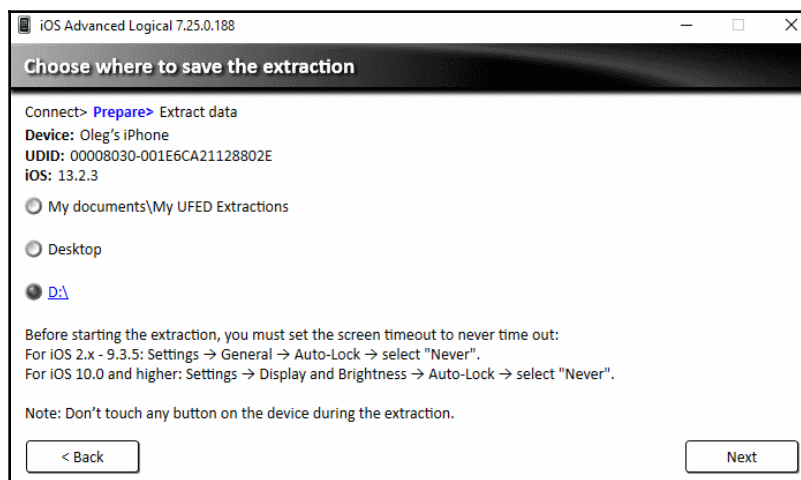 iOS Advanced Logical 7.25.0.188
Choose where to save the extraction
Connect> Prepare> Extract data
Device: Oleg's iPhone
UDID: 00008030-001E6CA21128802E
iOS: 13.2.3
My documents\My UFED Extractions
Desktop
D:\
Before starting the extraction, you must set the screen timeout to never time out:
For iOS 2.x - 9.3.5: Settings → General → Auto-Lock → select "Never".
For iOS 10.0 and higher: Settings → Display and Brightness → Auto-Lock → select "Never".
Note: Don't touch any button on the device during the extraction.
< Back Next